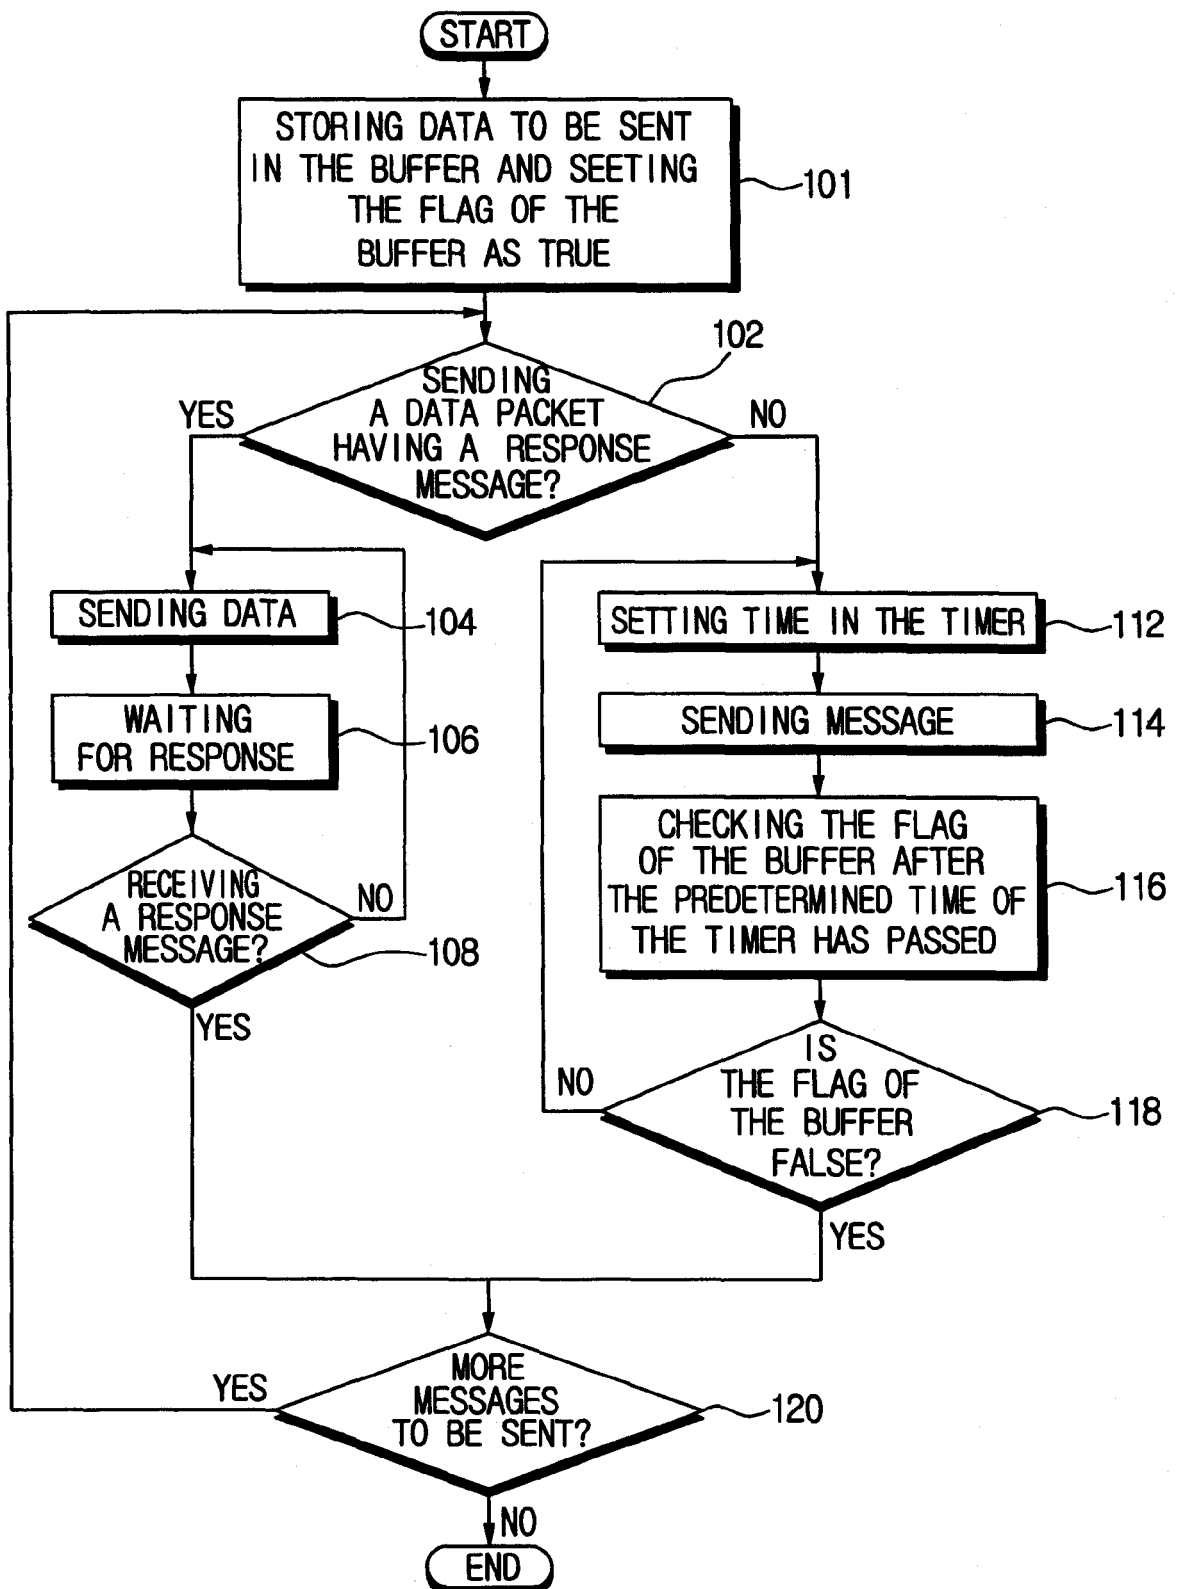 START
STORING DATA TO BE SENT
IN THE BUFFER AND SEETING
THE FLAG OF THE
BUFFER AS TRUE
101
102
SENDING
A DATA PACKET
HAVING A RESPONSE
MESSAGE?
YES
NO
SENDING DATA
104
WAITING
FOR RESPONSE
106
RECEIVING
A RESPONSE
MESSAGE?
NO
108
YES
SETTING TIME IN THE TIMER
112
SENDING MESSAGE
114
CHECKING THE FLAG
OF THE BUFFER AFTER
THE PREDETERMINED TIME OF
THE TIMER HAS PASSED
116
IS
THE FLAG OF
THE BUFFER
FALSE?
NO
118
YES
MORE
MESSAGES
TO BE SENT?
YES
120
NO
END